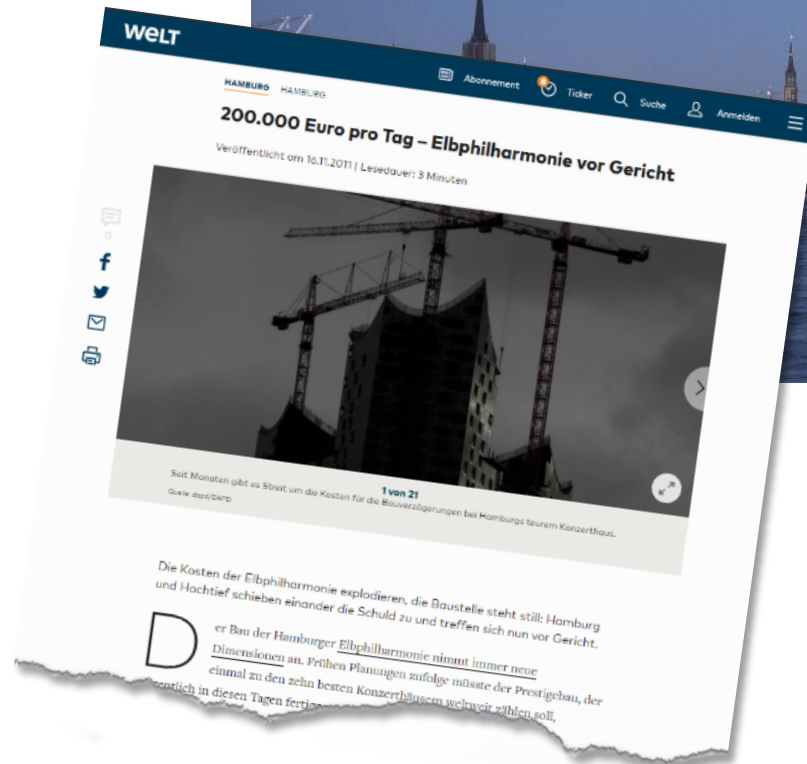 WELT
Abonnement
Ticker
Suche
Anmelden
HAMBURG HAMBURG
200.000 Euro pro Tag – Elbphilharmonie vor Gericht
Veröffentlicht am 16.11.2011 | Lesedauer: 3 Minuten
0
1 von 21
Seit Monaten gibt es Streit um die Kosten für die Bauverzögerungen bei Hamburgs teurem Konzerthaus.
Quelle: dapd/DAPD
Die Kosten der Elbphilharmonie explodieren, die Baustelle steht still: Hamburg
und Hochtief schieben einander die Schuld zu und treffen sich nun vor Gericht.
Der Bau der Hamburger Elbphilharmonie nimmt immer neue
Dimensionen an. Frühen Planungen zufolge müsste der Prestigebau, der
einmal zu den zehn besten Konzerthäusern weltweit zählen soll,
in diesen Tagen